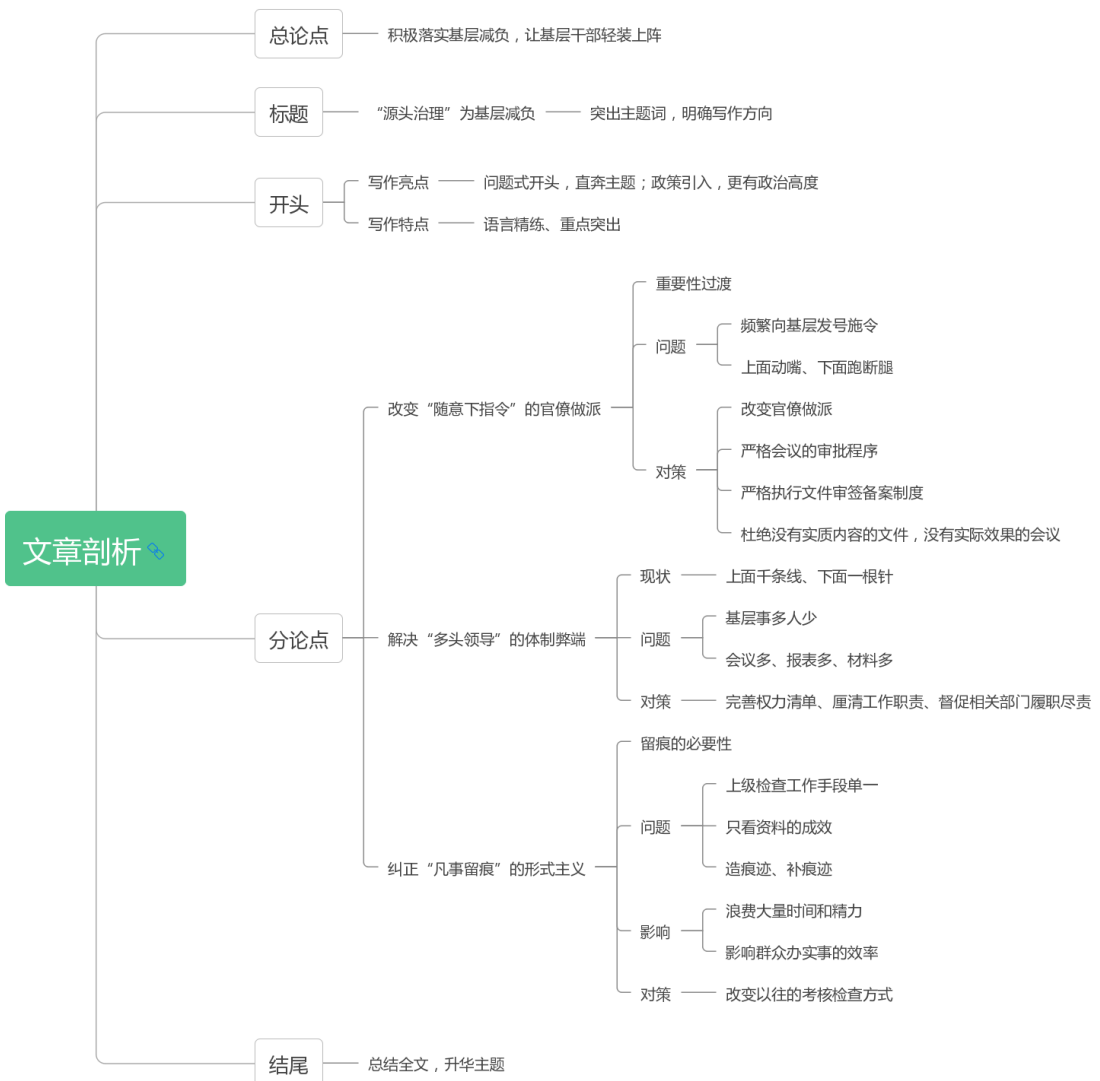 文章剖析
总论点
积极落实基层减负，让基层干部轻装上阵
标题
“源头治理”为基层减负
突出主题词，明确写作方向
开头
写作亮点
问题式开头，直奔主题；政策引入，更有政治高度
写作特点
语言精练、重点突出
分论点
改变“随意下指令”的官僚做派
重要性过渡
问题
频繁向基层发号施令
上面动嘴、下面跑断腿
对策
改变官僚做派
严格会议的审批程序
严格执行文件审签备案制度
杜绝没有实质内容的文件，没有实际效果的会议
解决“多头领导”的体制弊端
现状
上面千条线、下面一根针
问题
基层事多人少
会议多、报表多、材料多
对策
完善权力清单、厘清工作职责、督促相关部门履职尽责
纠正“凡事留痕”的形式主义
留痕的必要性
问题
上级检查工作手段单一
只看资料的成效
造痕迹、补痕迹
影响
浪费大量时间和精力
影响群众办实事的效率
对策
改变以往的考核检查方式
结尾
总结全文，升华主题